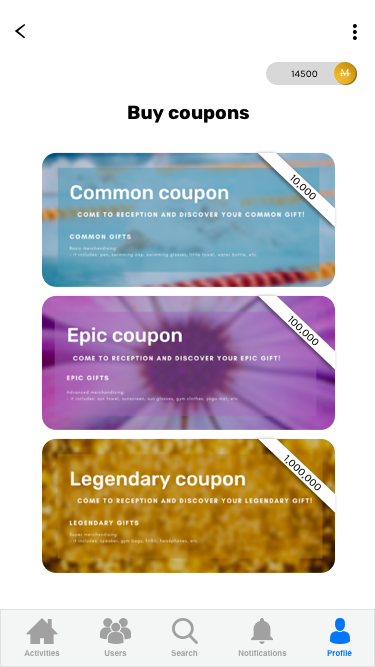 14500 M
Buy coupons
10,000
Common coupon
COME TO RECEPTION AND DISCOVER YOUR COMMON GIFT!
COMMON GIFTS
Basic merchandising:
- it includes: pen, swimming cap, swimming glasses, little towel, water bottle, etc.
100,000
Epic coupon
COME TO RECEPTION AND DISCOVER YOUR EPIC GIFT!
EPIC GIFTS
Advanced merchandising:
- it includes: our towel, sunscreen, sun glasses, gym clothes, yoga mat, etc.
1,000,000
Legendary coupon
COME TO RECEPTION AND DISCOVER YOUR LEGENDARY GIFT!
LEGENDARY GIFTS
Super merchandising:
- it includes: speaker, gym bags, fitbit, headphones, etc.
Activities Users Search Notifications Profile